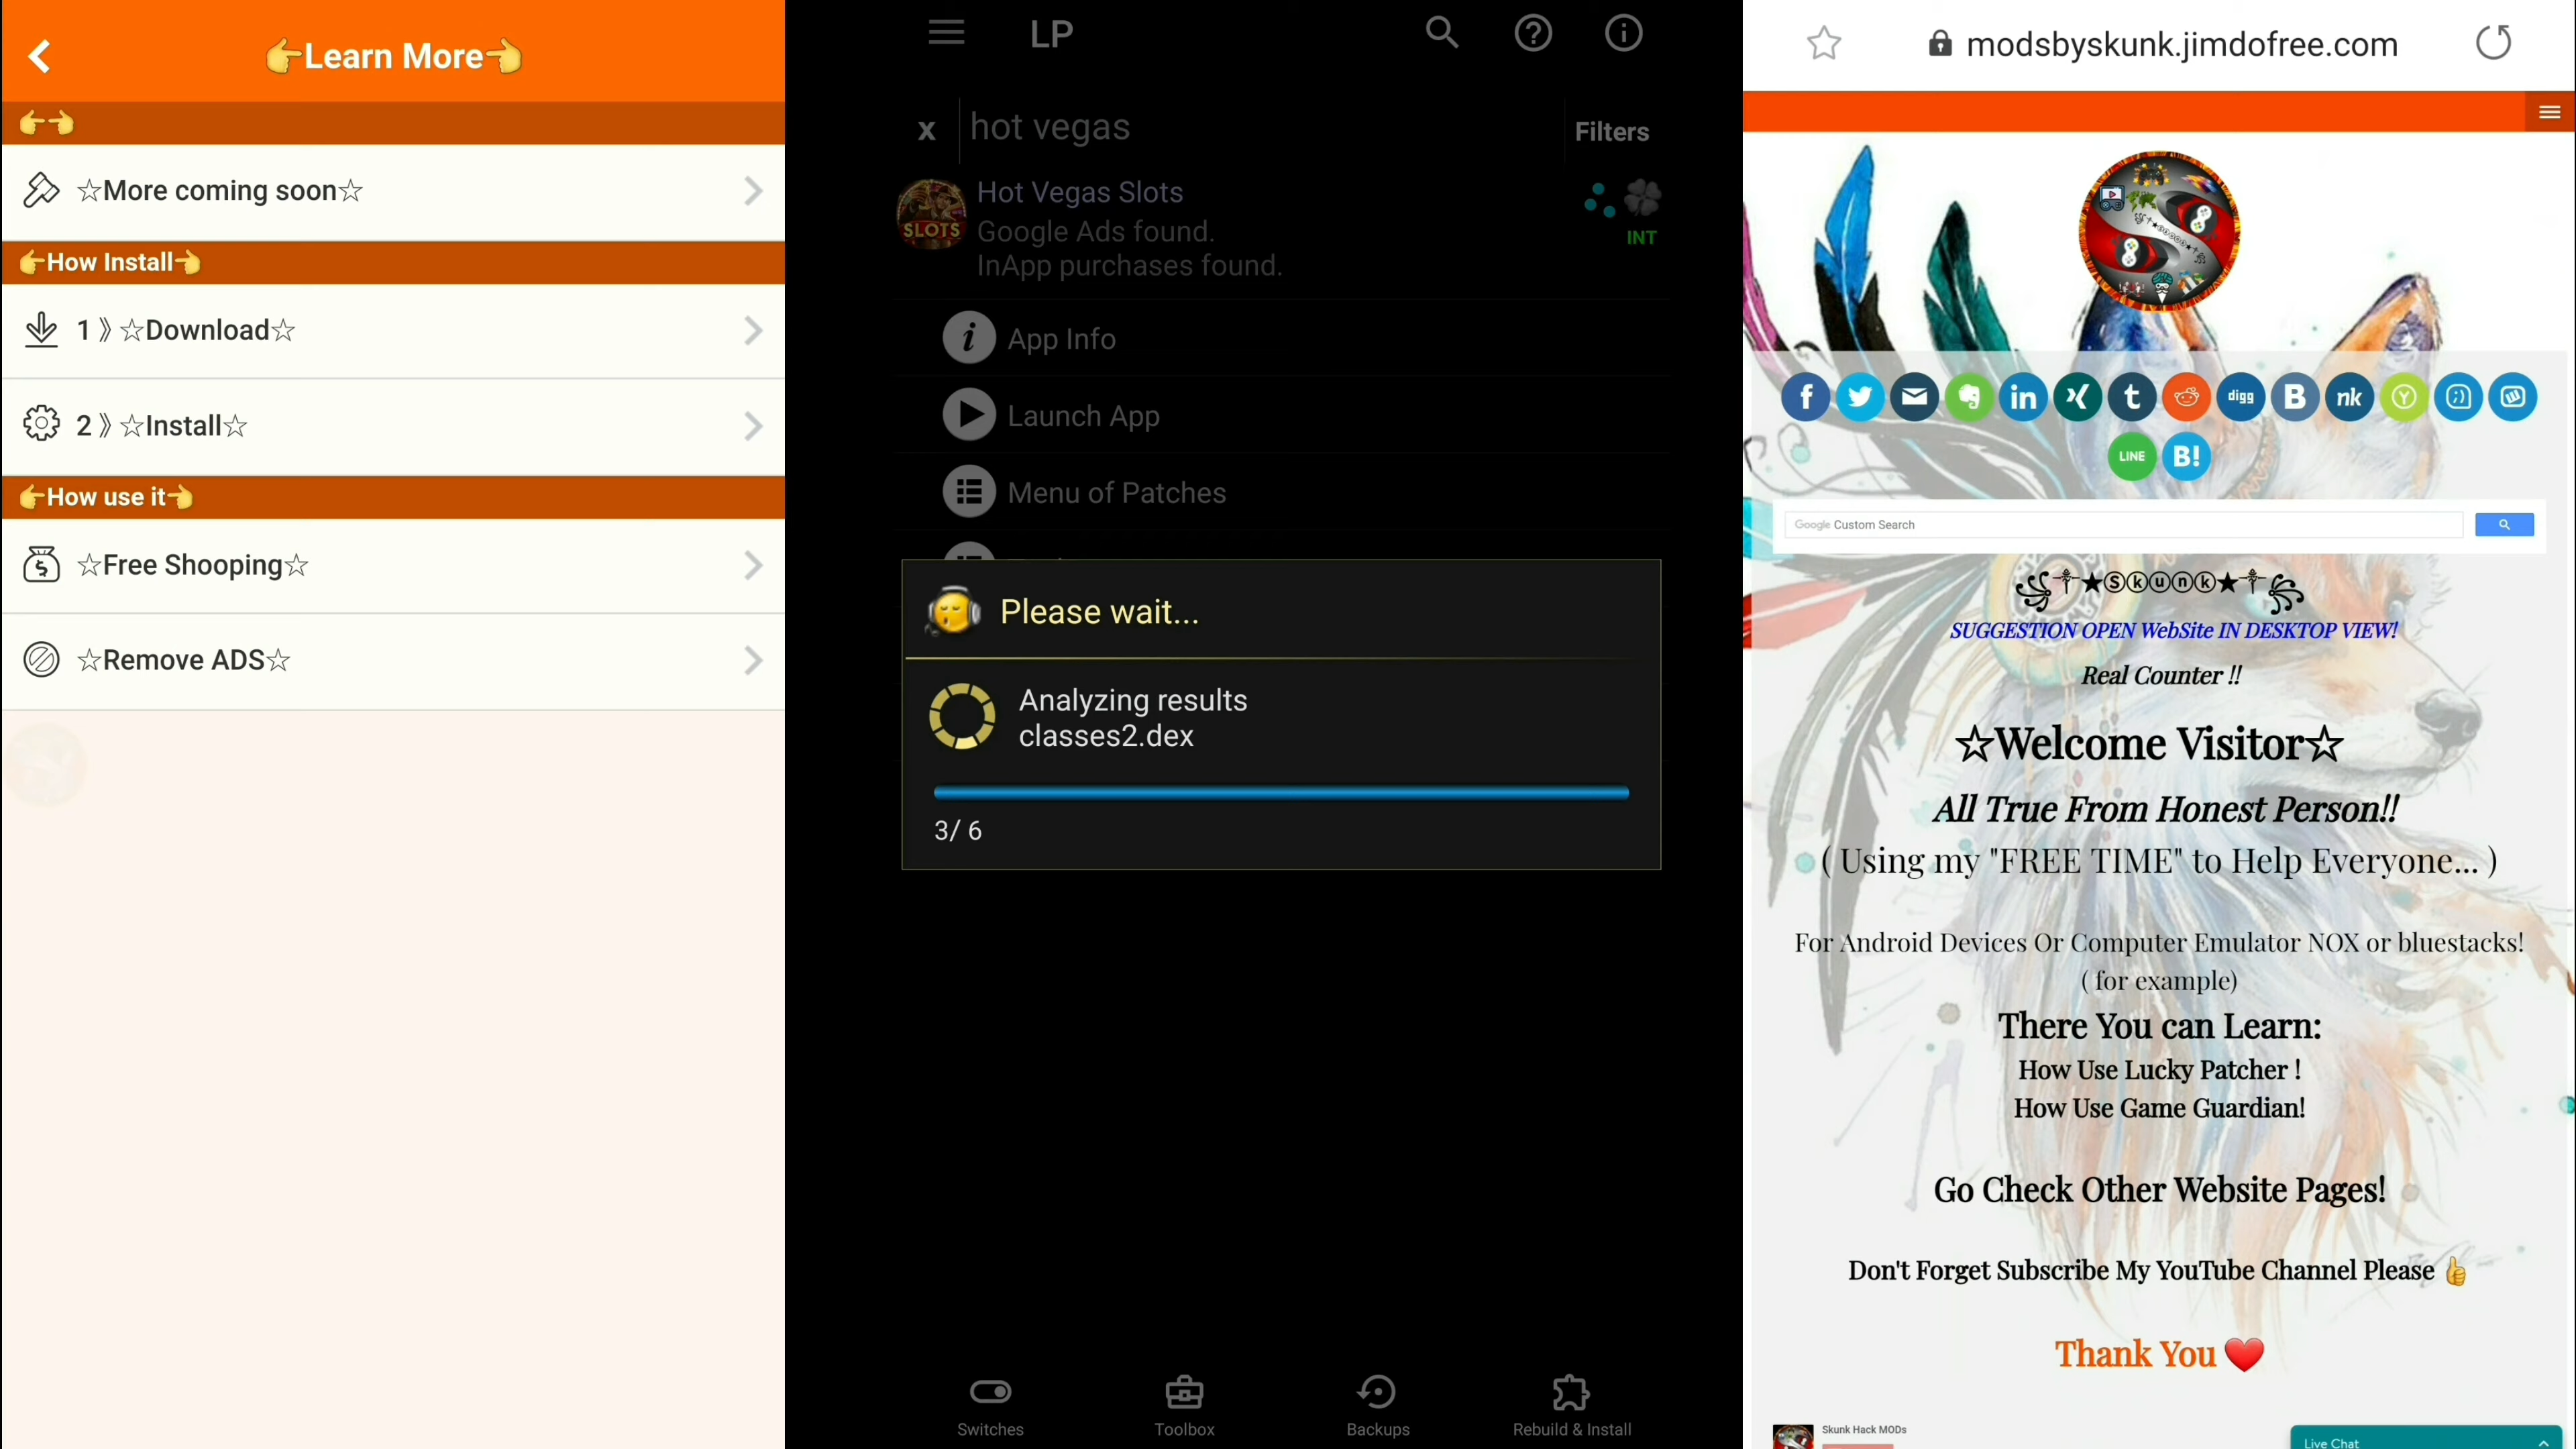 👉Learn More👈
👉👈
☆More coming soon☆
👉How Install👈
1 》☆Download☆
2 》☆Install☆
👉How use it👈
☆Free Shooping☆
☆Remove ADS☆
LP
x
hot vegas
Filters
SLOTS
Hot Vegas Slots
Google Ads found.
InApp purchases found.
INT
App Info
Launch App
Menu of Patches
Please wait...
Analyzing results
classes2.dex
3/ 6
Switches
Toolbox
Backups
Rebuild & Install
modsbyskunk.jimdofree.com
digg
nk
LINE
B!
Google Custom Search
★Ⓢⓚⓤⓝⓚ★
SUGGESTION OPEN WebSite IN DESKTOP VIEW!
Real Counter !!
☆Welcome Visitor☆
All True From Honest Person!!
( Using my "FREE TIME" to Help Everyone... )
For Android Devices Or Computer Emulator NOX or bluestacks!
( for example)
There You can Learn:
How Use Lucky Patcher !
How Use Game Guardian!
Go Check Other Website Pages!
Don't Forget Subscribe My YouTube Channel Please 👍
Thank You ❤
Skunk Hack MODs
Live Chat